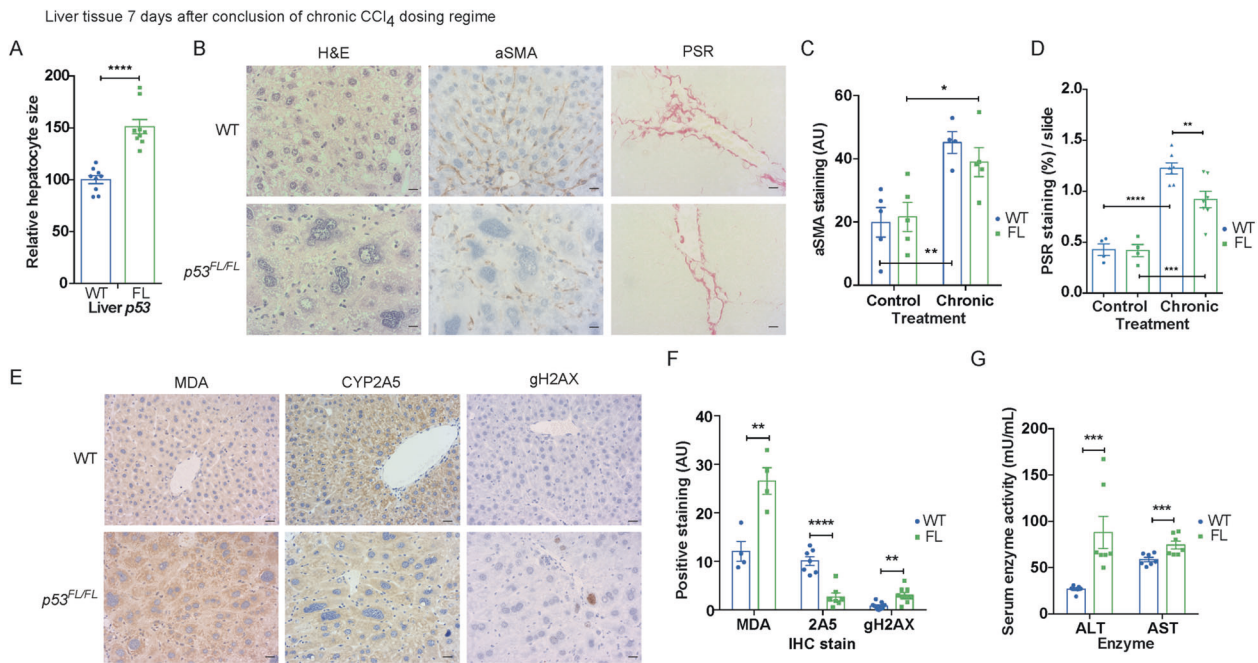 Liver tissue 7 days after conclusion of chronic CCl4 dosing regime
A
****
Relative hepatocyte size
200
150
100
50
0
WT FL
Liver p53
B
H&E aSMA PSR
WT
p53FL/FL
C
*
aSMA staining (AU)
80
60
40
20
0
**
WT
FL
Control Chronic
Treatment
D
PSR staining (%) / slide
2.0
1.5
1.0
0.5
0.0
**
****
***
WT
FL
Control Chronic
Treatment
E
MDA CYP2A5 gH2AX
WT
p53FL/FL
F
Positive staining (AU)
40
30
20
10
0
**
****
**
WT
FL
MDA 2A5 gH2AX
IHC stain
G
Serum enzyme activity (mU/mL)
200
150
100
50
0
***
***
WT
FL
ALT AST
Enzyme